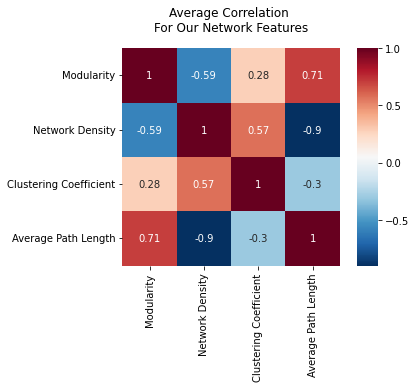 Average Correlation
For Our Network Features
Modularity
Network Density
Clustering Coefficient
Average Path Length
1 -0.59 0.28 0.71
-0.59 1 0.57 -0.9
0.28 0.57 1 -0.3
0.71 -0.9 -0.3 1
Modularity
Network Density
Clustering Coefficient
Average Path Length
1.0
0.5
0.0
−0.5